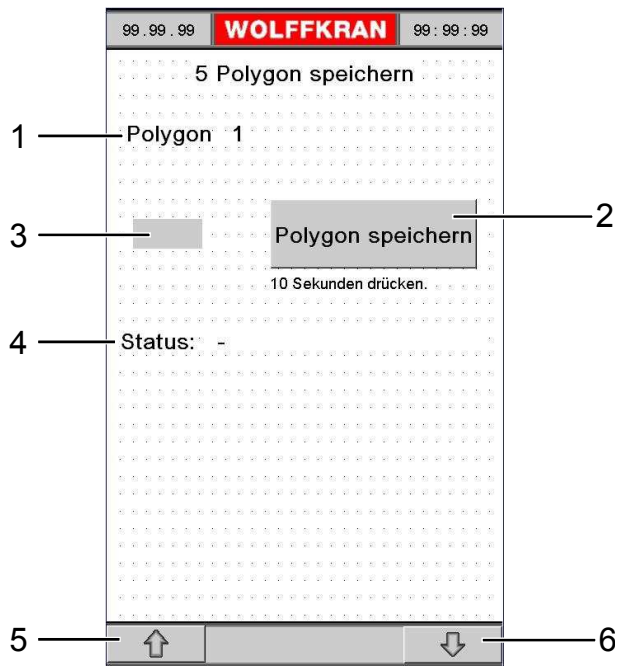 99.99.99 WOLFFKRAN 99:99:99
5 Polygon speichern
1 Polygon 1
2
3 Polygon speichern
10 Sekunden drücken.
4 Status: -
5 6